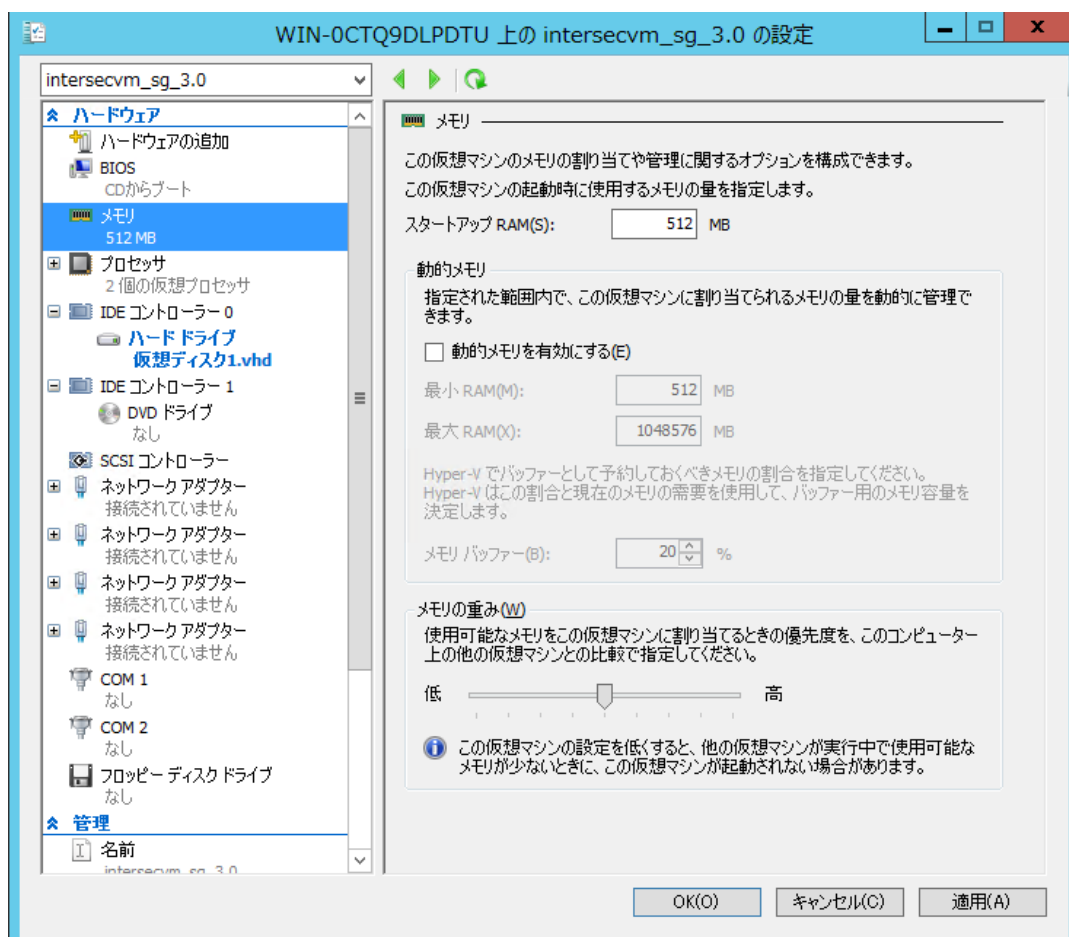 WIN-0CTQ9DLPDTU 上の intersecvm_sg_3.0 の設定
intersecvm_sg_3.0
ハードウェア
ハードウェアの追加
BIOS
CDからブート
メモリ
512 MB
プロセッサ
2 個の仮想プロセッサ
IDE コントローラー 0
ハード ドライブ
仮想ディスク1.vhd
IDE コントローラー 1
DVD ドライブ
なし
SCSI コントローラー
ネットワーク アダプター
接続されていません
ネットワーク アダプター
接続されていません
ネットワーク アダプター
接続されていません
ネットワーク アダプター
接続されていません
COM 1
なし
COM 2
なし
フロッピー ディスク ドライブ
なし
管理
名前
intersecvm_sg_3.0
メモリ
この仮想マシンのメモリの割り当てや管理に関するオプションを構成できます。
この仮想マシンの起動時に使用するメモリの量を指定します。
スタートアップ RAM(S): 512 MB
動的メモリ
指定された範囲内で、この仮想マシンに割り当てられるメモリの量を動的に管理で
きます。
動的メモリを有効にする(E)
最小 RAM(M): 512 MB
最大 RAM(X): 1048576 MB
Hyper-V でバッファーとして予約しておくべきメモリの割合を指定してください。
Hyper-V はこの割合と現在のメモリの需要を使用して、バッファー用のメモリ容量を
決定します。
メモリ バッファー(B): 20 %
メモリの重み(W)
使用可能なメモリをこの仮想マシンに割り当てるときの優先度を、このコンピューター
上の他の仮想マシンとの比較で指定してください。
低 高
この仮想マシンの設定を低くすると、他の仮想マシンが実行中で使用可能な
メモリが少ないときに、この仮想マシンが起動されない場合があります。
OK(O) キャンセル(C) 適用(A)